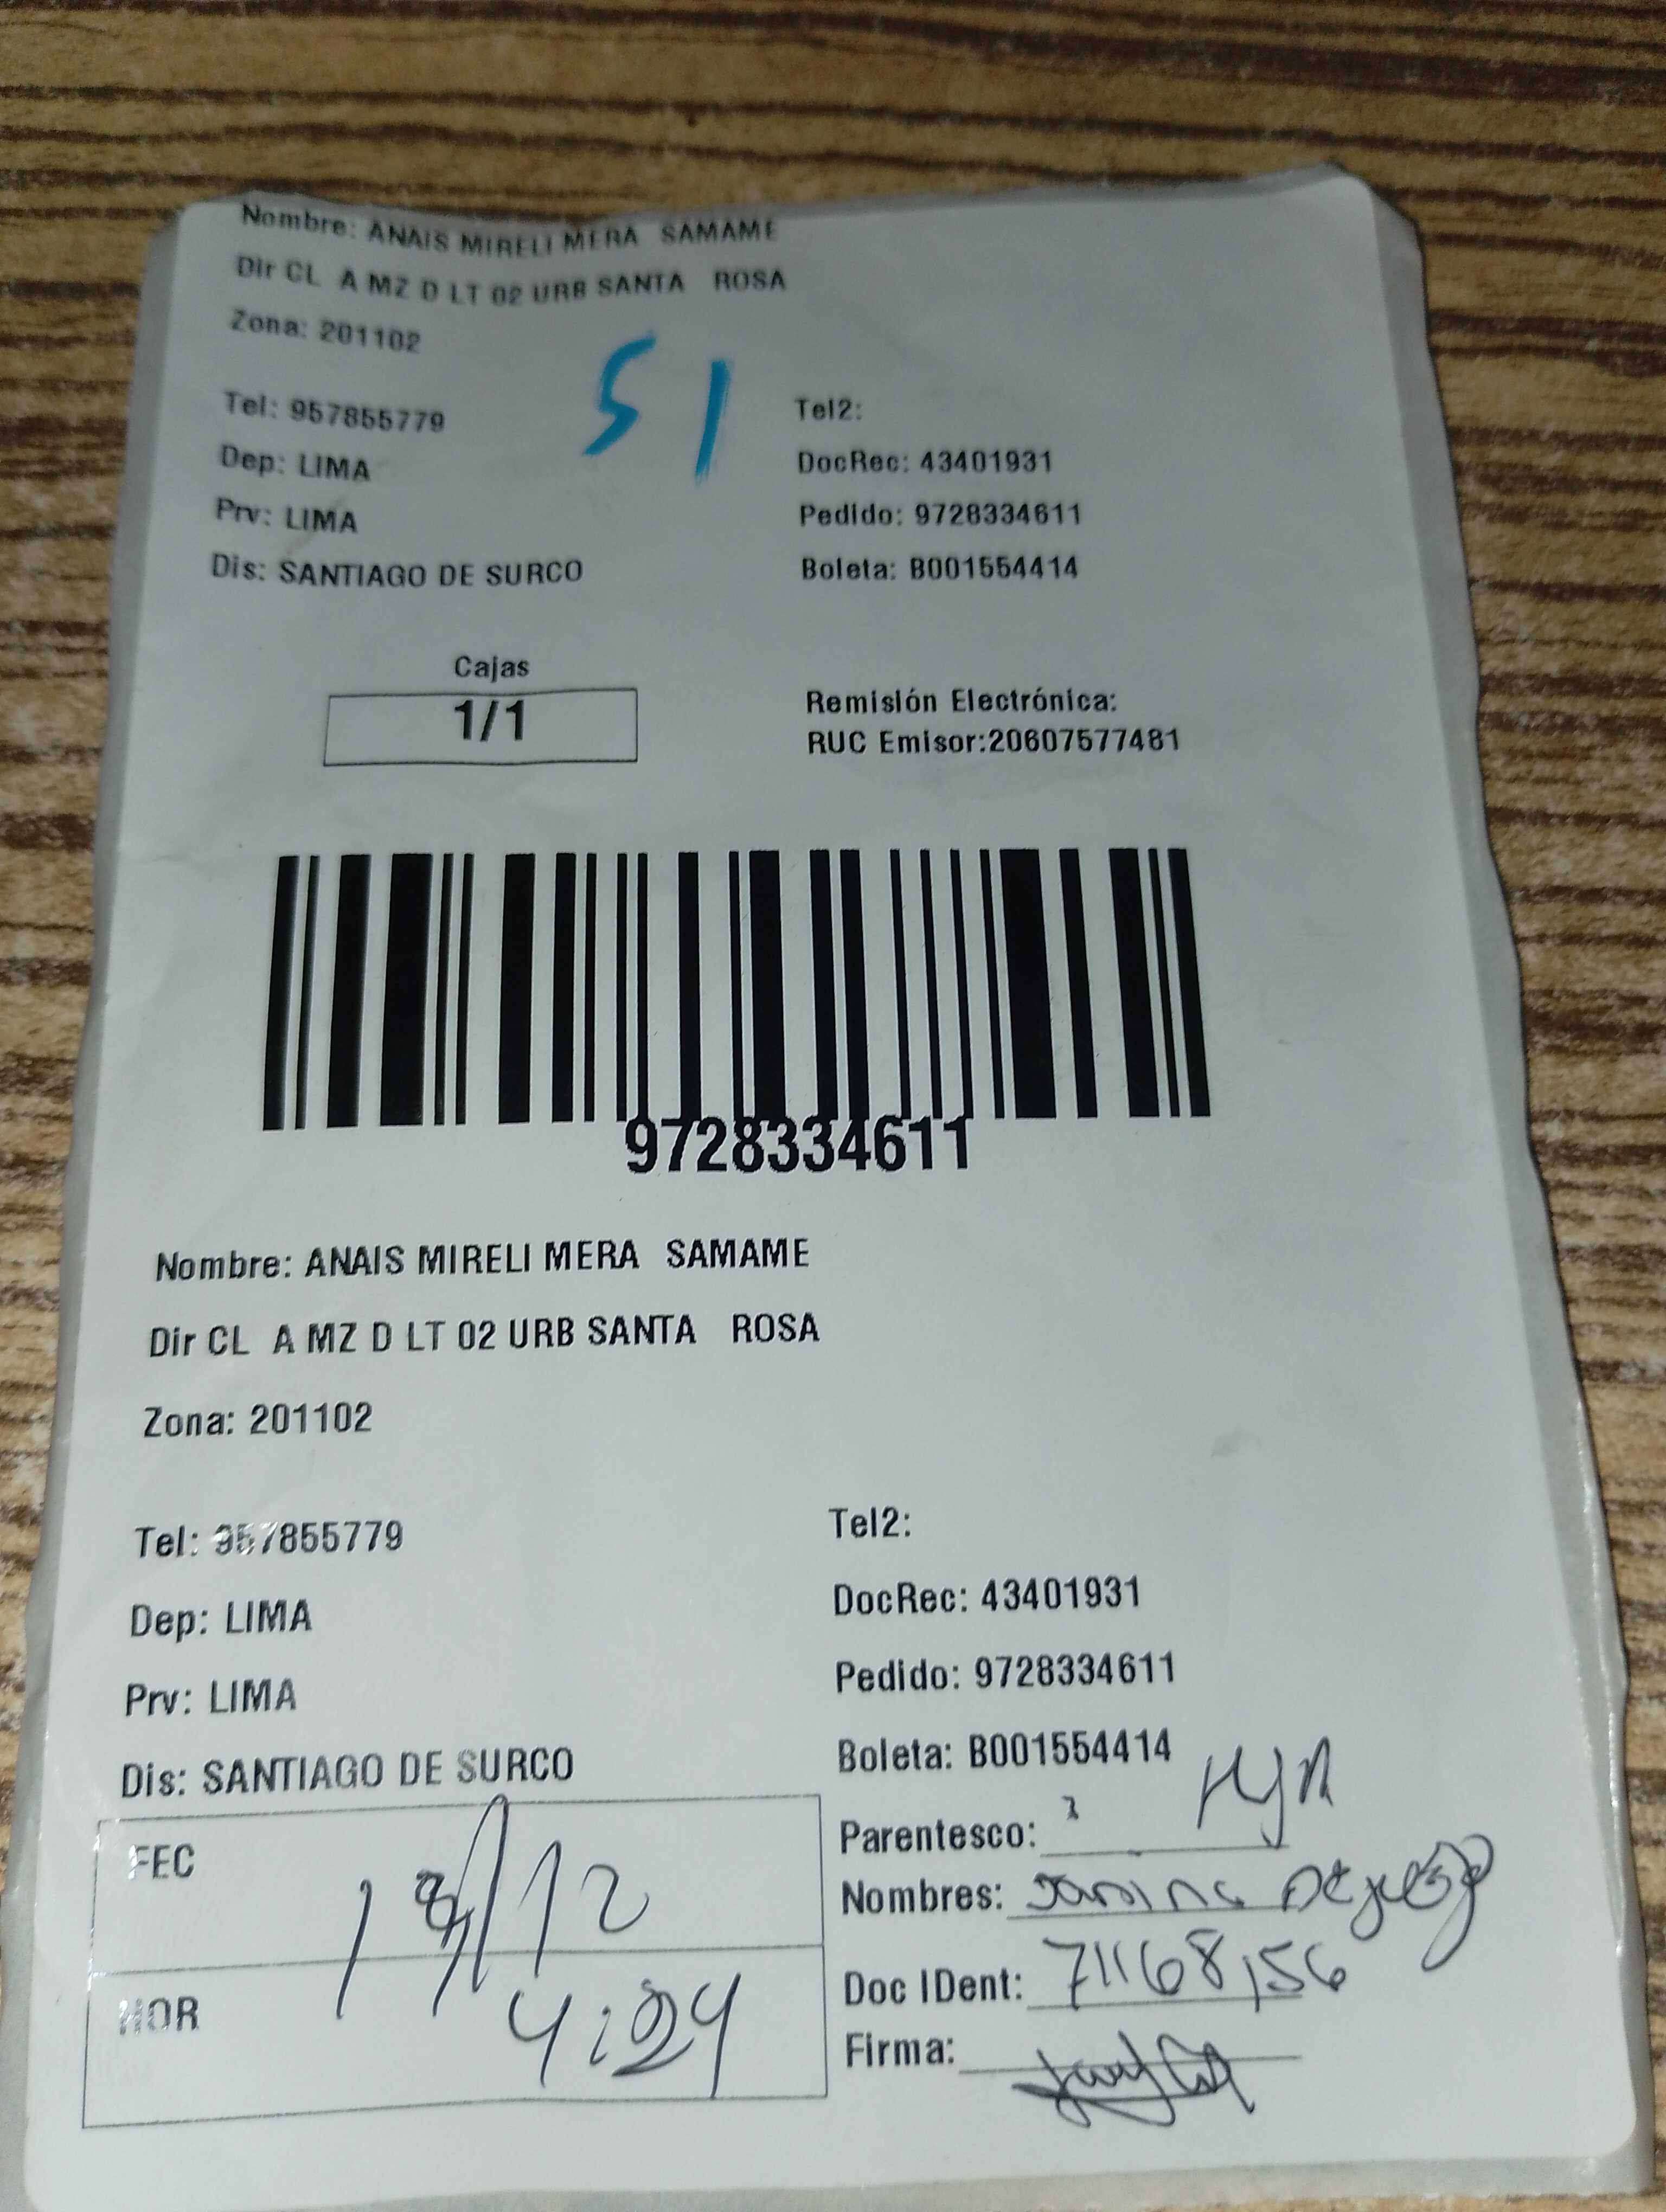 Nombre: ANAIS MIRELI MERA SAMAME
Dir CL A MZ D LT 02 URB SANTA ROSA
Zona: 201102
51
Tel: 957855779
Tel2:
Dep: LIMA
DocRec: 43401931
Prv: LIMA
Pedido: 9728334611
Dis: SANTIAGO DE SURCO
Boleta: B001554414
Cajas
1/1
Remisión Electrónica:
RUC Emisor:20607577481
9728334611
Nombre: ANAIS MIRELI MERA SAMAME
Dir CL A MZ D LT 02 URB SANTA ROSA
Zona: 201102
Tel: 957855779
Tel2:
Dep: LIMA
DocRec: 43401931
Prv: LIMA
Pedido: 9728334611
Dis: SANTIAGO DE SURCO
Boleta: B001554414
FEC /12
HOR 4:24
Parentesco:
Nombres:
Doc IDent: 71168156
Firma: